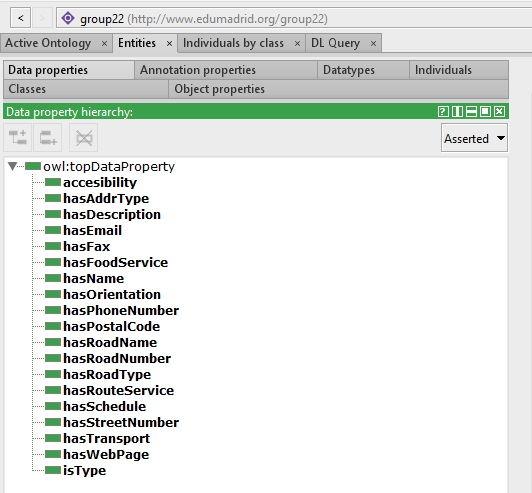 < > group22 (http://www.edumadrid.org/group22)
Active Ontology × Entities × Individuals by class × DL Query ×
Data properties Annotation properties Datatypes Individuals
Classes Object properties
Data property hierarchy:
Asserted
owl:topDataProperty
accesibility
hasAddrType
hasDescription
hasEmail
hasFax
hasFoodService
hasName
hasOrientation
hasPhoneNumber
hasPostalCode
hasRoadName
hasRoadNumber
hasRoadType
hasRouteService
hasSchedule
hasStreetNumber
hasTransport
hasWebPage
isType